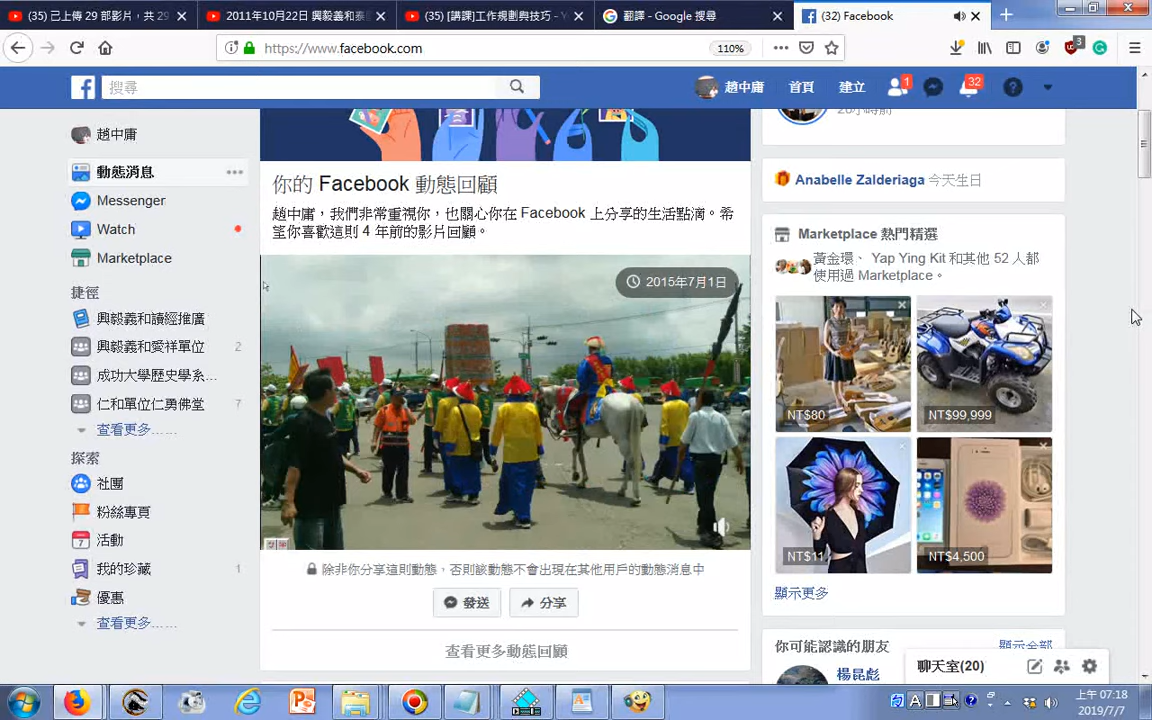 (35) 已上傳 29 部影片，共 29
2011年10月22日 興毅義和泰
(35) [講課]工作規劃與技巧 - Y
翻譯 - Google 搜尋
(32) Facebook
https://www.facebook.com
110%
3
搜尋
趙中庸
首頁
建立
1
32
趙中庸
動態消息
Messenger
Watch
Marketplace
捷徑
興毅義和讀經推廣
興毅義和愛祥單位 2
成功大學歷史學系...
仁和單位仁勇佛堂 7
查看更多......
探索
社團
粉絲專頁
活動
我的珍藏 1
優惠
查看更多......
你的 Facebook 動態回顧
趙中庸，我們非常重視你，也關心你在 Facebook 上分享的生活點滴。希
望你喜歡這則 4 年前的影片回顧。
2015年7月1日
除非你分享這則動態，否則該動態不會出現在其他用戶的動態消息中
發送
分享
查看更多動態回顧
Anabelle Zalderiaga 今天生日
Marketplace 熱門精選
黃金環、 Yap Ying Kit 和其他 52 人都
使用過 Marketplace。
NT$80
NT$99,999
NT$11
NT$4,500
顯示更多
你可能認識的朋友
顯示全部
楊昆彪
聊天室(20)
上午 07:18
2019/7/7